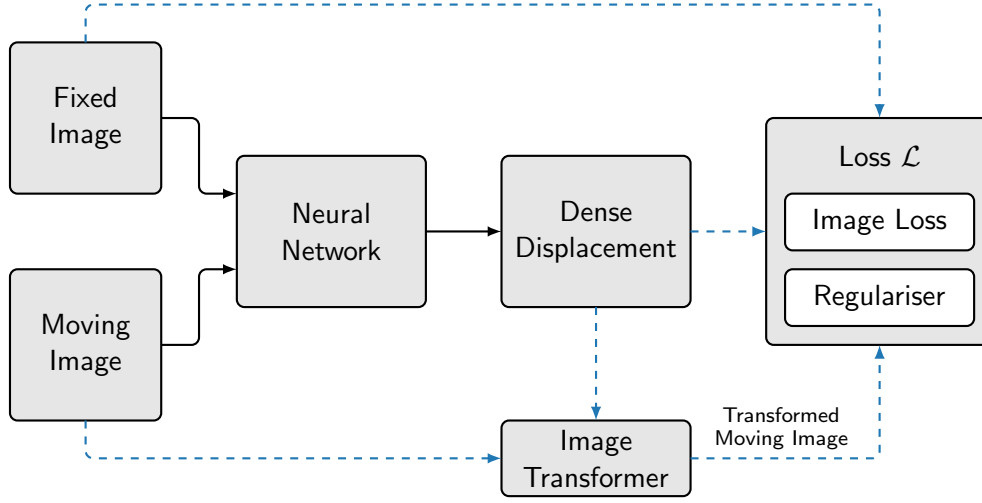 Fixed
Image
Moving
Image
Neural
Network
Dense
Displacement
Image
Transformer
Transformed
Moving Image
Loss ℒ
Image Loss
Regulariser